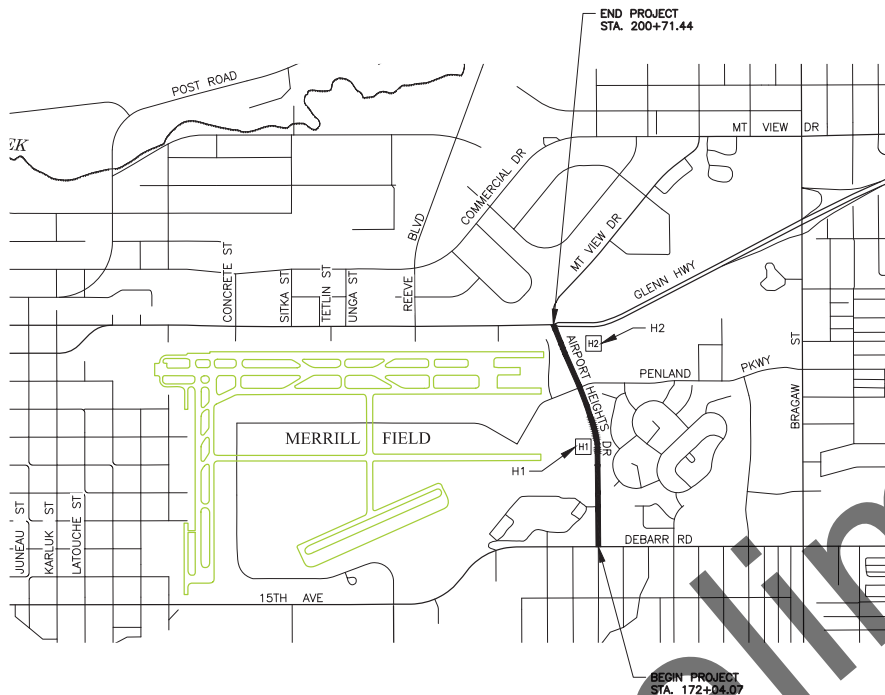 END PROJECT
STA. 200+71.44
POST ROAD
EK
MT VIEW DR
COMMERCIAL DR
BLVD
REEVE
MT VIEW DR
GLENN HWY
CONCRETE ST
SITKA ST
TETLIN ST
UNGA ST
H2
H2
AIRPORT HEIGHTS DR
PENLAND PKWY
BRAGAW ST
MERRILL FIELD
H1
H1
JUNEAU ST
KARLUK ST
LATOUCHE ST
DEBARR RD
15TH AVE
BEGIN PROJECT
STA. 172+04.07